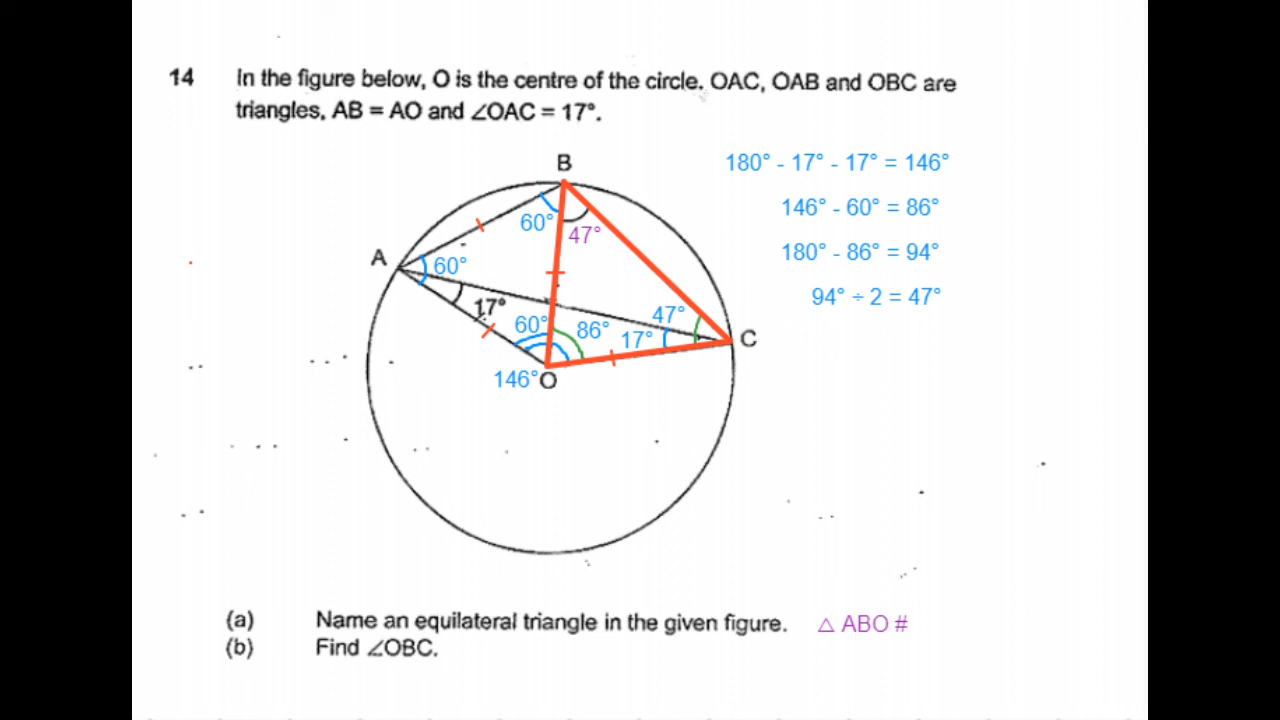 14 In the figure below, O is the centre of the circle. OAC, OAB and OBC are
triangles, AB = AO and ∠OAC = 17°.
B
180° - 17° - 17° = 146°
146° - 60° = 86°
60°
47°
180° - 86° = 94°
A
60°
94° ÷ 2 = 47°
17°
47°
60°
86°
17°
C
146°
O
(a) Name an equilateral triangle in the given figure. △ ABO #
(b) Find ∠OBC.